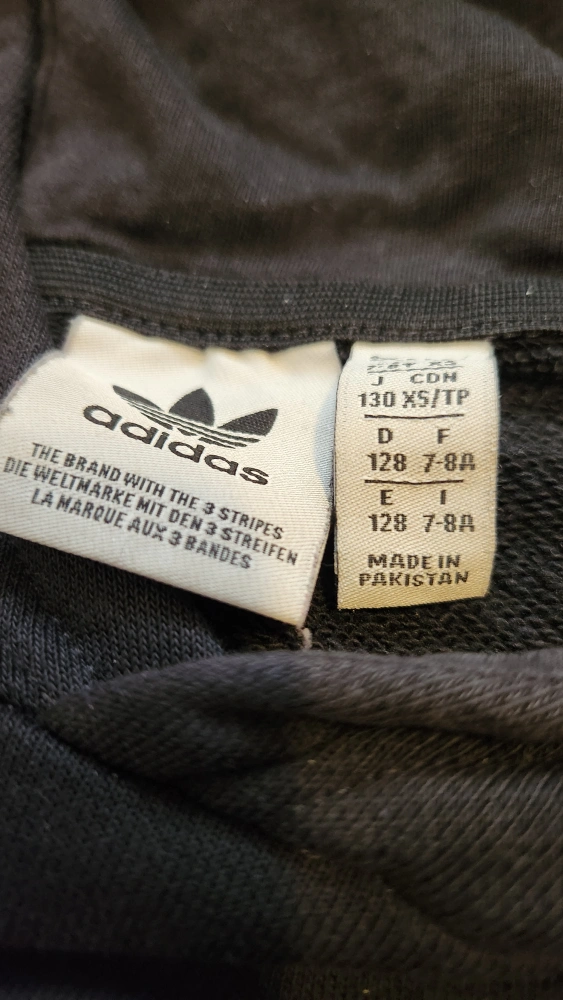 adidas
THE BRAND WITH THE 3 STRIPES
DIE WELTMARKE MIT DEN 3 STREIFEN
LA MARQUE AUX 3 BANDES
J CDN
130 XS/TP
D F
128 7-8A
E I
128 7-8A
MADE IN
PAKISTAN